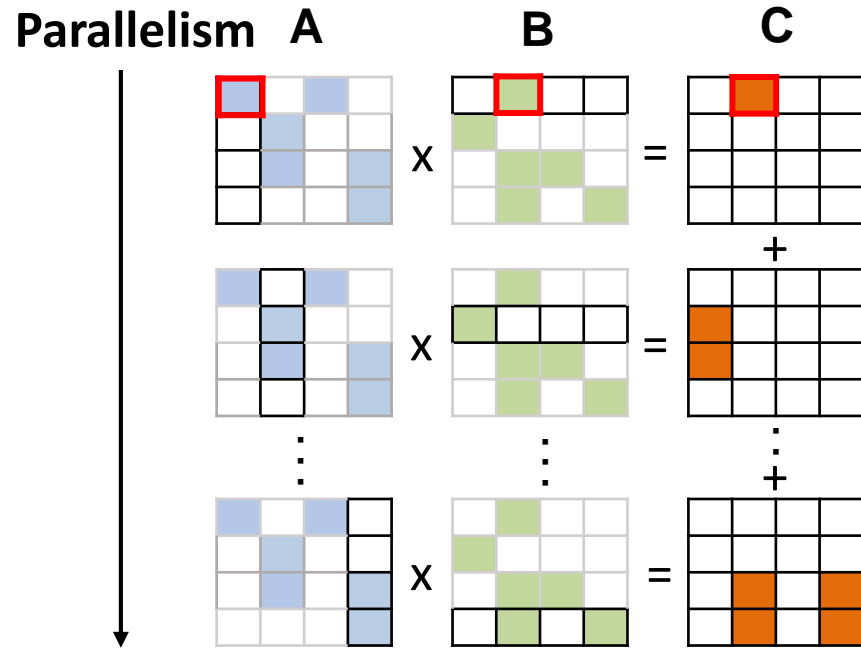 Parallelism A B C
x =
+
x =
⋮ ⋮ ⋮
+
x =